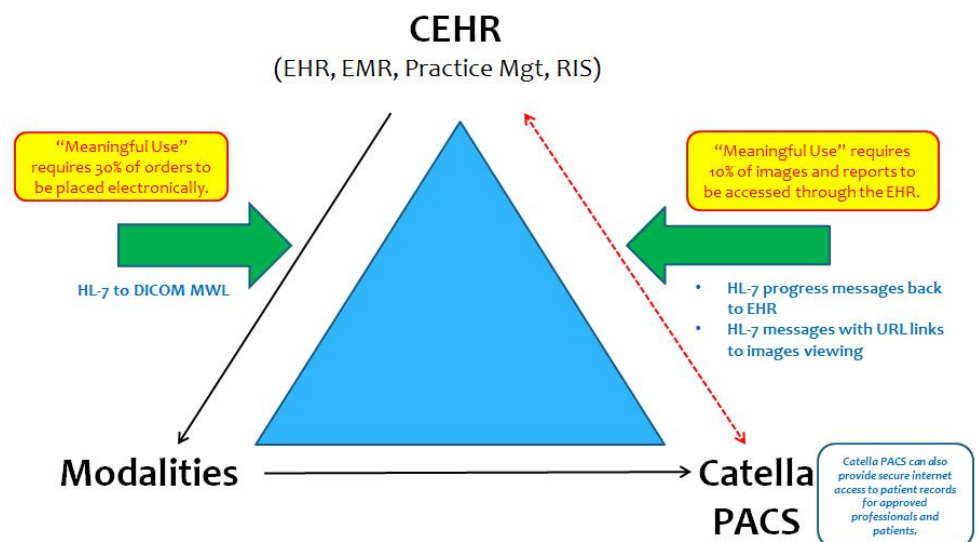 CEHR
(EHR, EMR, Practice Mgt, RIS)
“Meaningful Use”
requires 30% of orders to
be placed electronically.
“Meaningful Use” requires
10% of images and reports to
be accessed through the EHR.
HL-7 to DICOM MWL
• HL-7 progress messages back
to EHR
• HL-7 messages with URL links
to images viewing
Modalities
Catella
PACS
Catella PACS can also
provide secure internet
access to patient records
for approved
professionals and
patients.